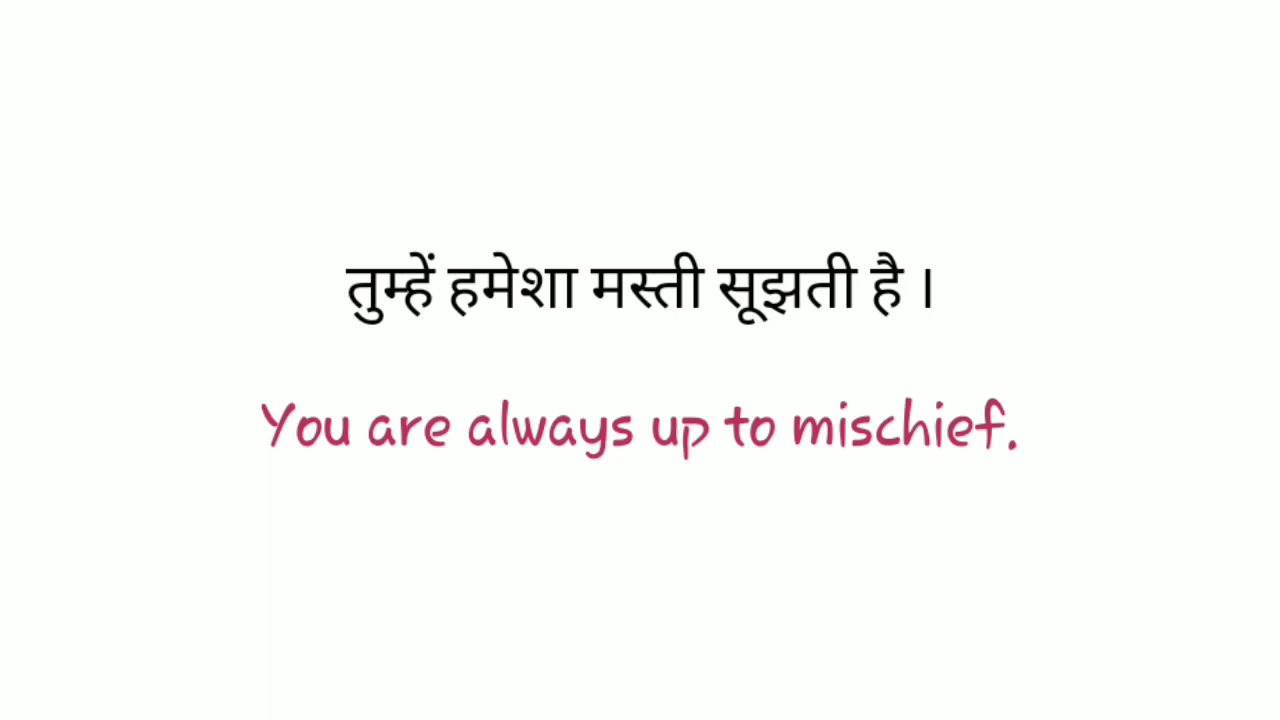 तुम्हें हमेशा मस्ती सूझती है ।
You are always up to mischief.